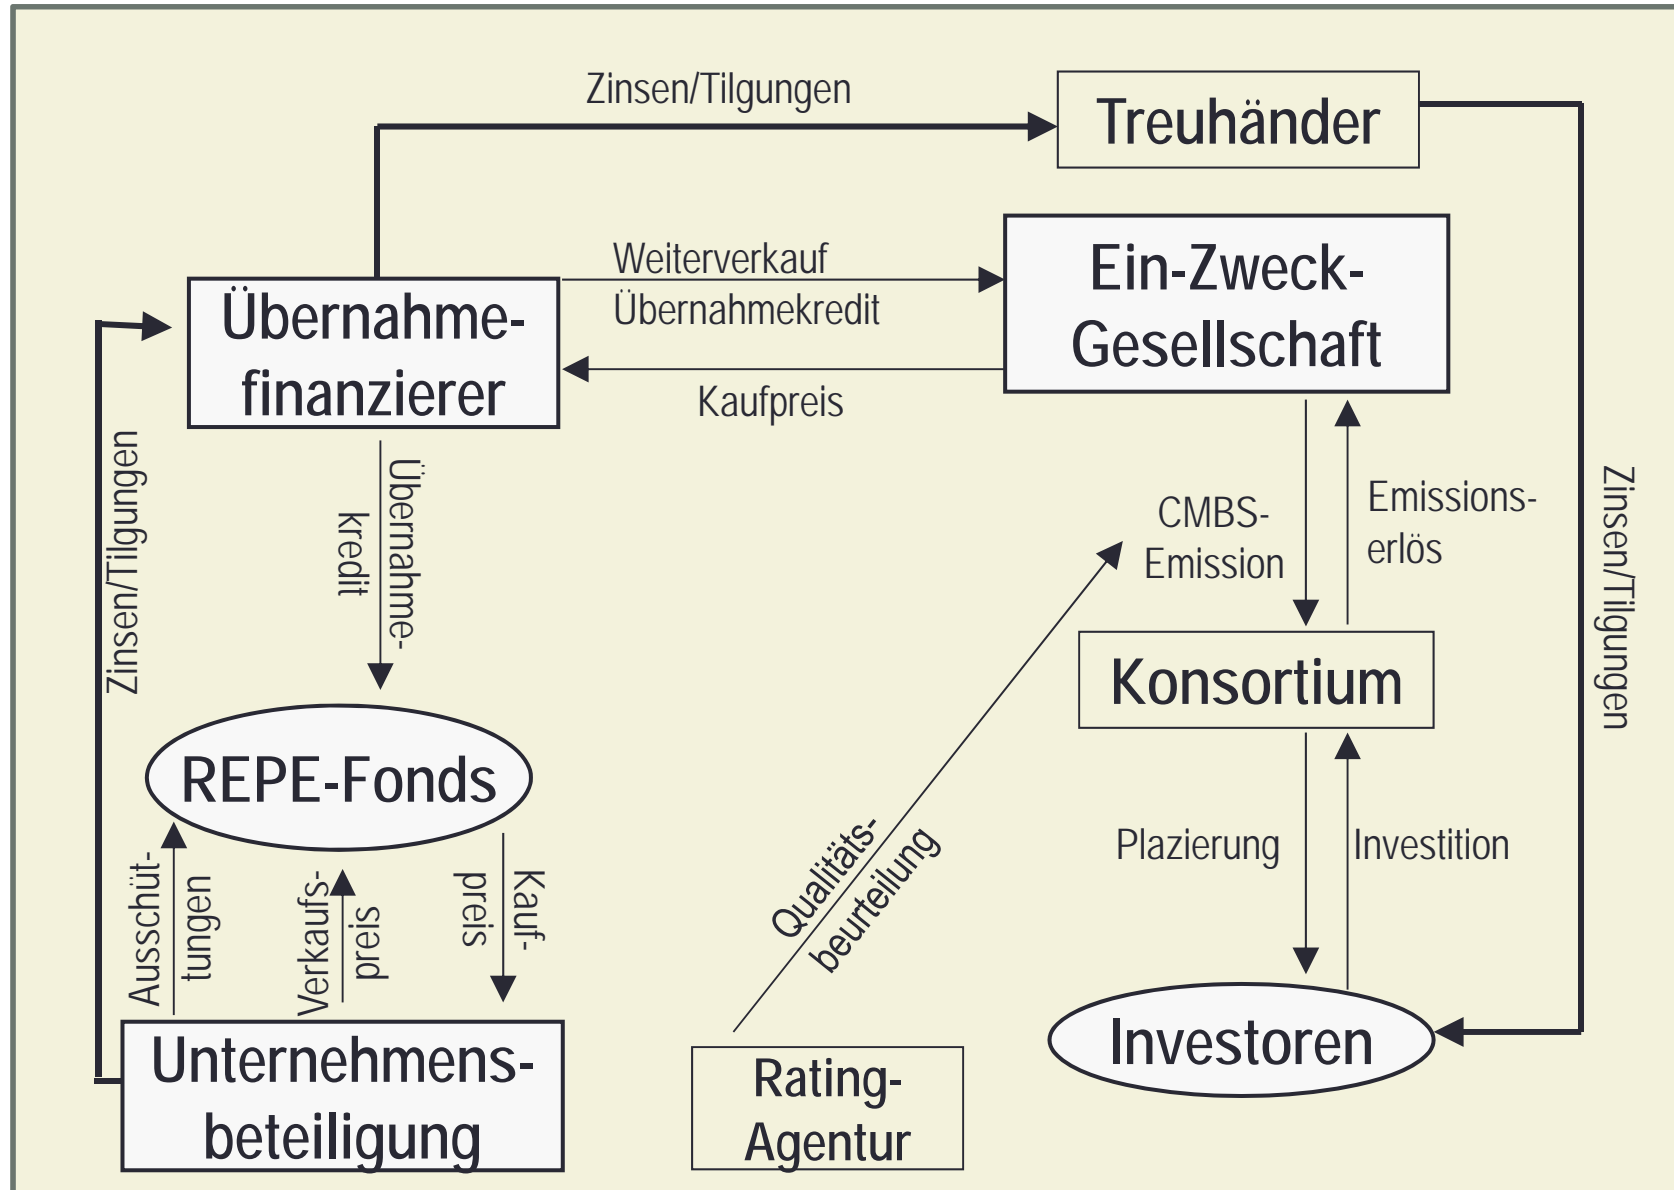 Zinsen/Tilgungen
Treuhänder
Weiterverkauf
Übernahmekredit
Kaufpreis
Ein-Zweck-
Gesellschaft
Übernahme-
finanzierer
Zinsen/Tilgungen
Übernahme-
kredit
CMBS-
Emission
Emissions-
erlös
Zinsen/Tilgungen
Konsortium
REPE-Fonds
Ausschüt-
tungen
Verkaufs-
preis
Kauf-
preis
Qualitäts-
beurteilung
Plazierung
Investition
Unternehmens-
beteiligung
Rating-
Agentur
Investoren